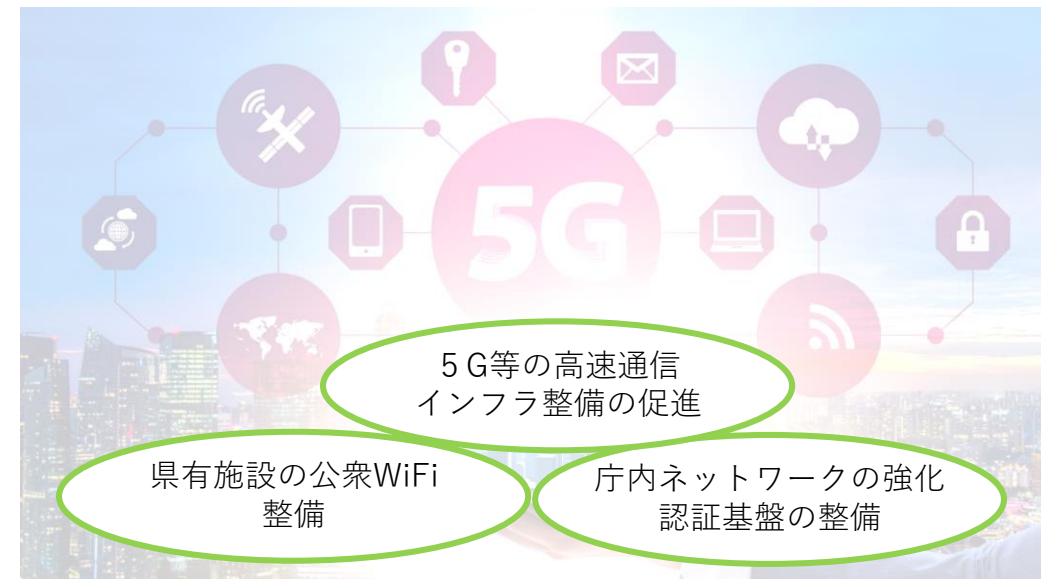 5G
５G等の高速通信
インフラ整備の促進
県有施設の公衆WiFi
整備
庁内ネットワークの強化
認証基盤の整備